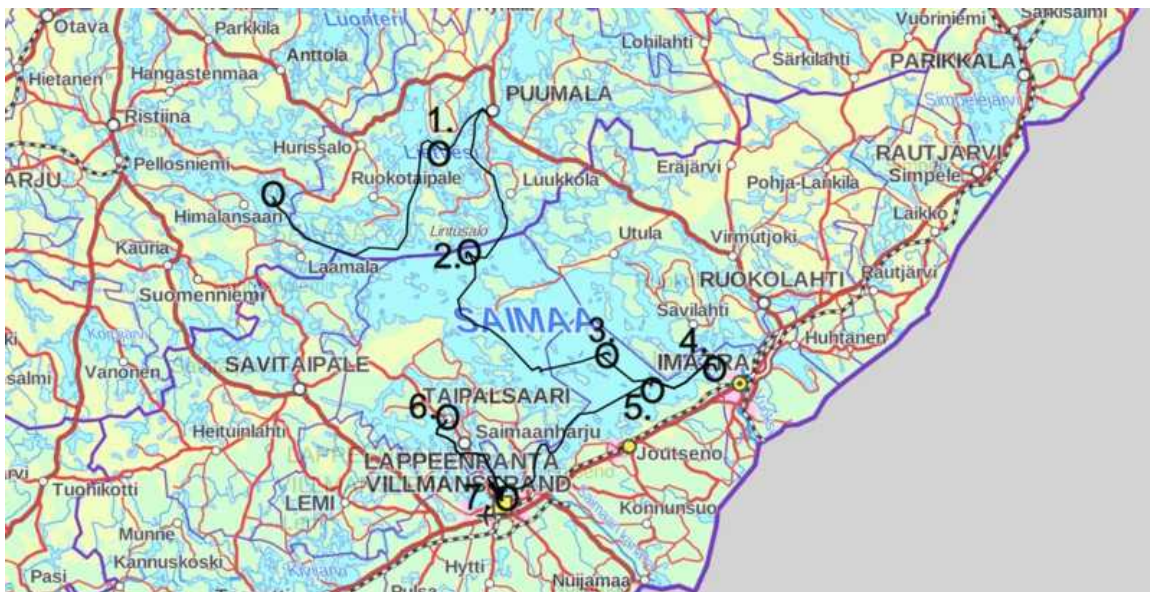 Otava
Parkkila
Luonteri
Vuoriniemi
Särkisalmi
Anttola
Lohilahti
Hietanen
Hangastenmaa
Särkilahti
PARIKKALA
PUUMALA
Simpelejärvi
Ristiina
1.
Hurissalo
Pellosniemi
RAUTJÄRVI
Eräjärvi
Simpele
ARJU
Ruokotaipale
Luukkola
Pohja-Lankila
Himalansaari
Laikko
Lintusalo
Kauria
2.
Utula
Virmutjoki
Laamala
Rautjärvi
Suomenniemi
RUOKOLAHTI
Savilahti
SAIMAA
Kuolimojärvi
3.
4.
Huhtanen
IMATRA
SAVITAIPALE
Vanonen
salmi
TAIPALSAARI
5.
6.
Heituinlahti
Saimaanharju
Joutseno
LAPPEENRANTA
VILLMANSTRAND
Tuohikotti
7.
LEMI
Konnunsuo
Munne
Kannuskoski
Kivijärvi
Hytti
Nuijamaa
Pasi
Pulsa